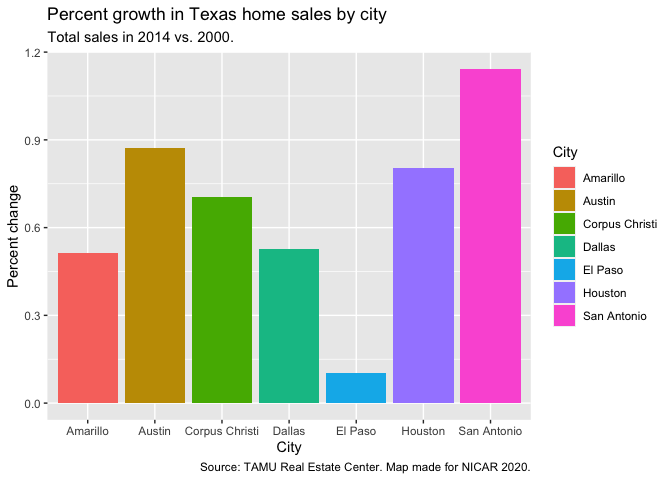 Percent growth in Texas home sales by city
Total sales in 2014 vs. 2000.
Percent change
1.2
0.9
0.6
0.3
0.0
Amarillo Austin Corpus Christi Dallas El Paso Houston San Antonio
City
Source: TAMU Real Estate Center. Map made for NICAR 2020.
City
Amarillo
Austin
Corpus Christi
Dallas
El Paso
Houston
San Antonio